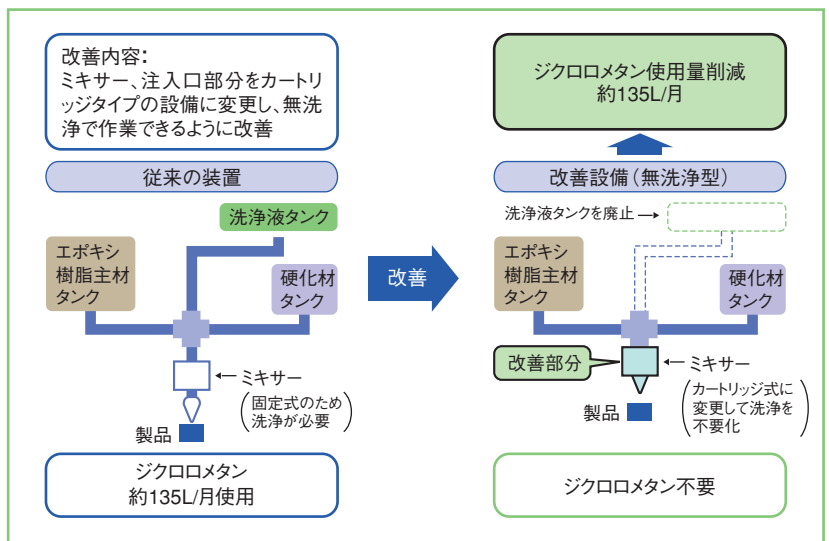 改善内容：
ミキサー、注入口部分をカートリ
ッジタイプの設備に変更し、無洗
浄で作業できるように改善
従来の装置
洗浄液タンク
エポキシ
樹脂主材
タンク
硬化材
タンク
←ミキサー
（固定式のため
洗浄が必要）
製品
ジクロロメタン
約135L/月使用
改善
ジクロロメタン使用量削減
約135L/月
改善設備（無洗浄型）
洗浄液タンクを廃止→
エポキシ
樹脂主材
タンク
硬化材
タンク
改善部分
←ミキサー
（カートリッジ式に
変更して洗浄を
不要化）
製品
ジクロロメタン不要